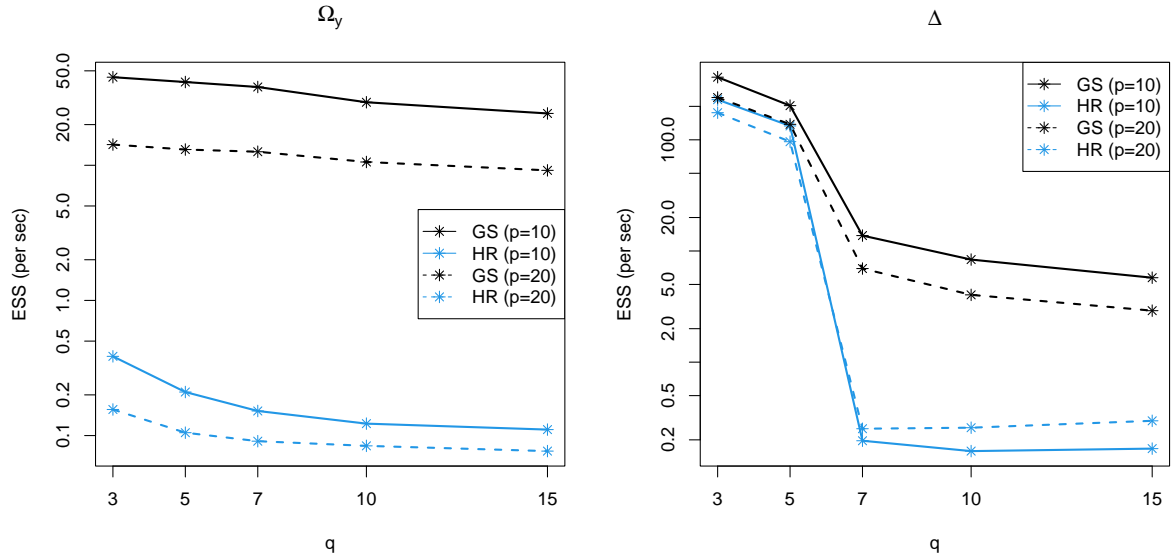 Ω_y
ESS (per sec)
50.0
20.0
5.0
2.0
1.0
0.5
0.2
0.1
GS (p=10)
HR (p=10)
GS (p=20)
HR (p=20)
3 5 7 10 15
q
Δ
ESS (per sec)
100.0
20.0
5.0
2.0
0.5
0.2
GS (p=10)
HR (p=10)
GS (p=20)
HR (p=20)
3 5 7 10 15
q